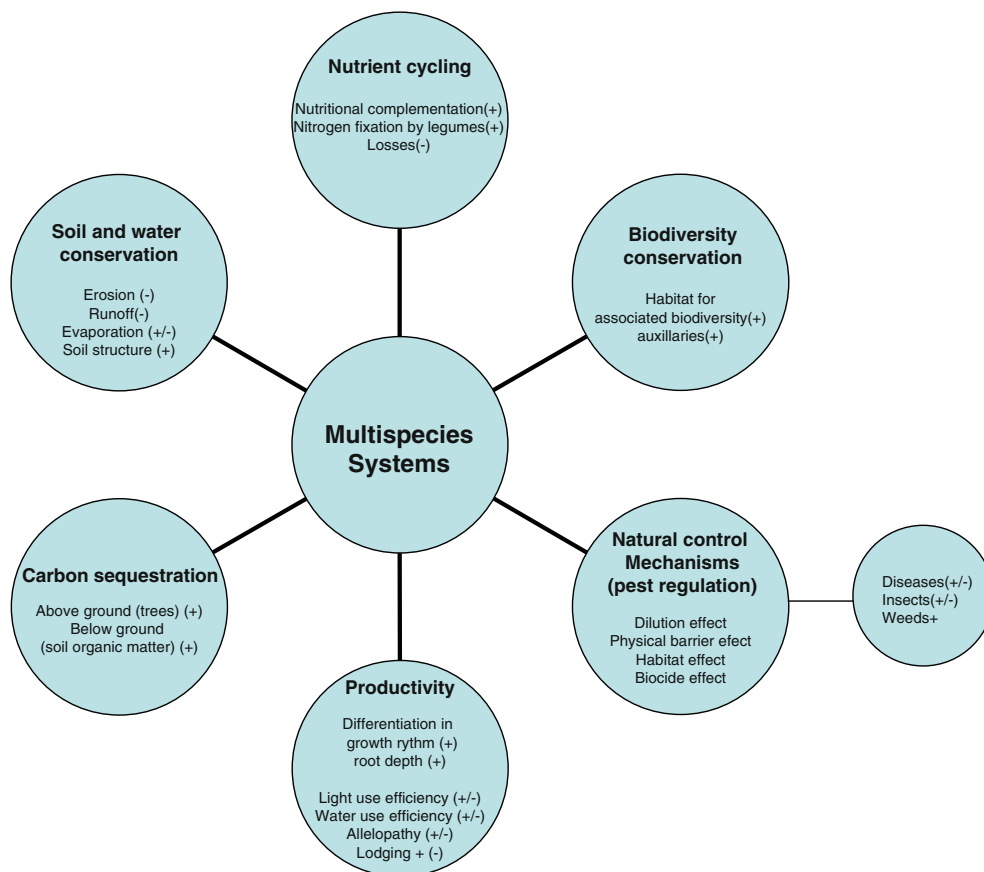 Nutrient cycling
Nutritional complementation(+)
Nitrogen fixation by legumes(+)
Losses(-)
Soil and water
conservation
Erosion (-)
Runoff(-)
Evaporation (+/-)
Soil structure (+)
Biodiversity
conservation
Habitat for
associated biodiversity(+)
auxillaries(+)
Multispecies
Systems
Carbon sequestration
Above ground (trees) (+)
Below ground
(soil organic matter) (+)
Natural control
Mechanisms
(pest regulation)
Dilution effect
Physical barrier efect
Habitat effect
Biocide effect
Diseases(+/-)
Insects(+/-)
Weeds+
Productivity
Differentiation in
growth rythm (+)
root depth (+)
Light use efficiency (+/-)
Water use efficiency (+/-)
Allelopathy (+/-)
Lodging + (-)